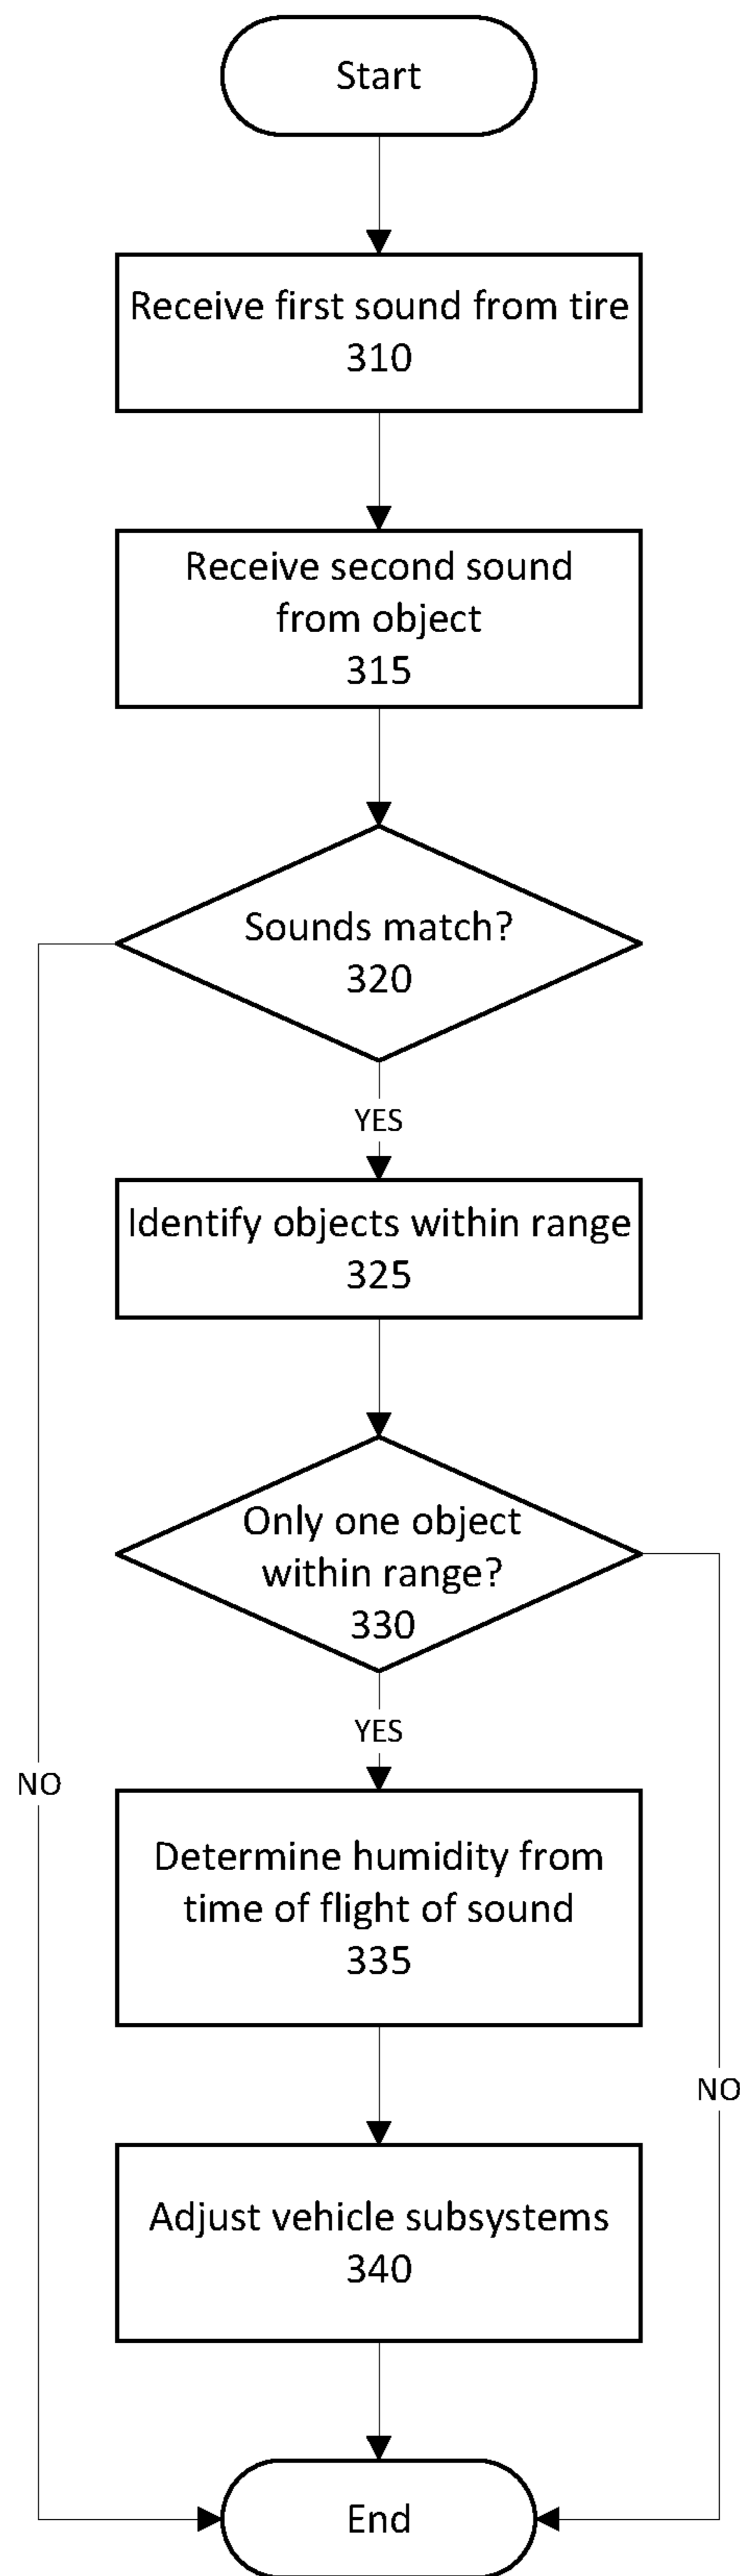 Start
Receive first sound from tire
310
Receive second sound
from object
315
Sounds match?
320
YES
Identify objects within range
325
Only one object
within range?
330
YES
NO
Determine humidity from
time of flight of sound
335
NO
Adjust vehicle subsystems
340
End